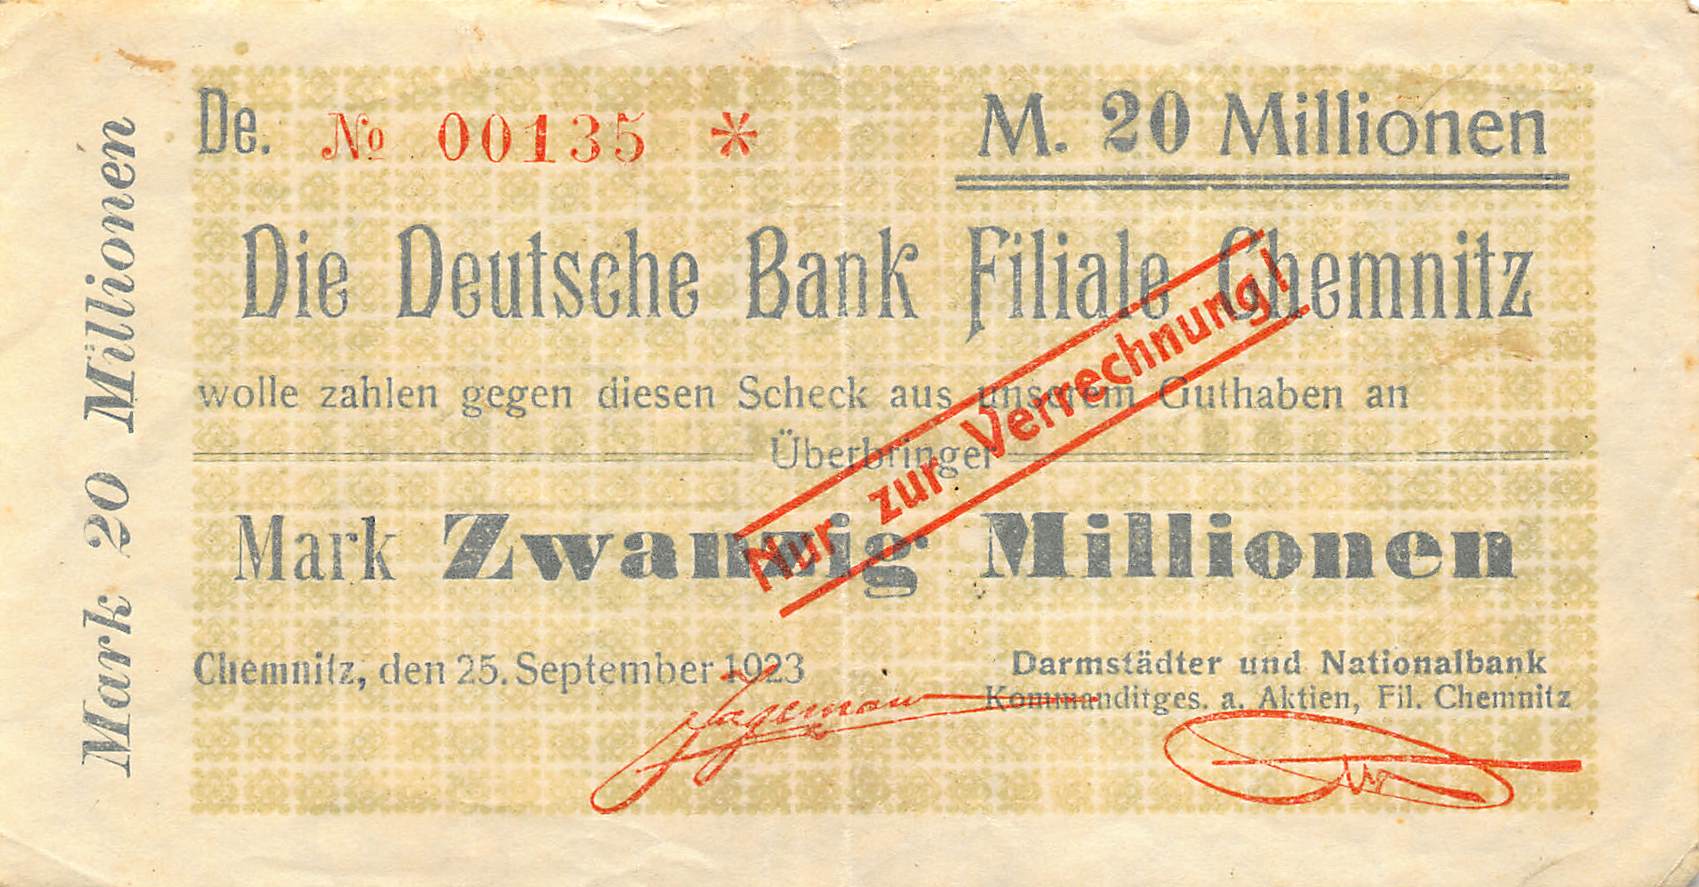 De. № 00135 *
M. 20 Millionen
Die Deutsche Bank Filiale Chemnitz
wolle zahlen gegen diesen Scheck aus unserem Guthaben an
Überbringer
Mark Zwanzig Millionen
Nur zur Verrechnung!
Chemnitz, den 25. September 1923
Darmstädter und Nationalbank
Kommanditges. a. Aktien, Fil. Chemnitz
Mark 20 Millionen